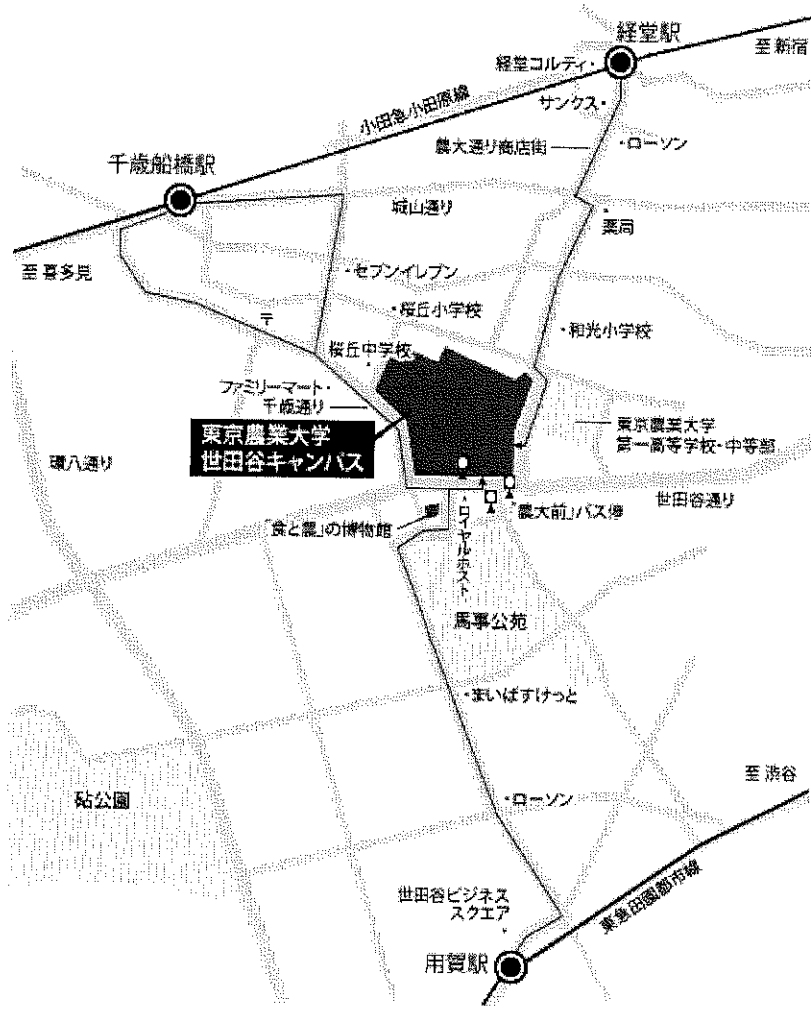 経堂駅
至 新宿
経堂コルティ
小田急小田原線
サンクス
ローソン
農大通り商店街
千歳船橋駅
城山通り
薬局
至 喜多見
セブンイレブン
〒
桜丘小学校
和光小学校
桜丘中学校
ファミリーマート
千歳通り
東京農業大学
世田谷キャンパス
東京農業大学
第一高等学校・中等部
環八通り
世田谷通り
「農大前」バス停
「食と農」の博物館
ロイヤルホスト
馬事公苑
まいばすけっと
至 渋谷
砧公園
ローソン
世田谷ビジネス
スクエア
東急田園都市線
用賀駅